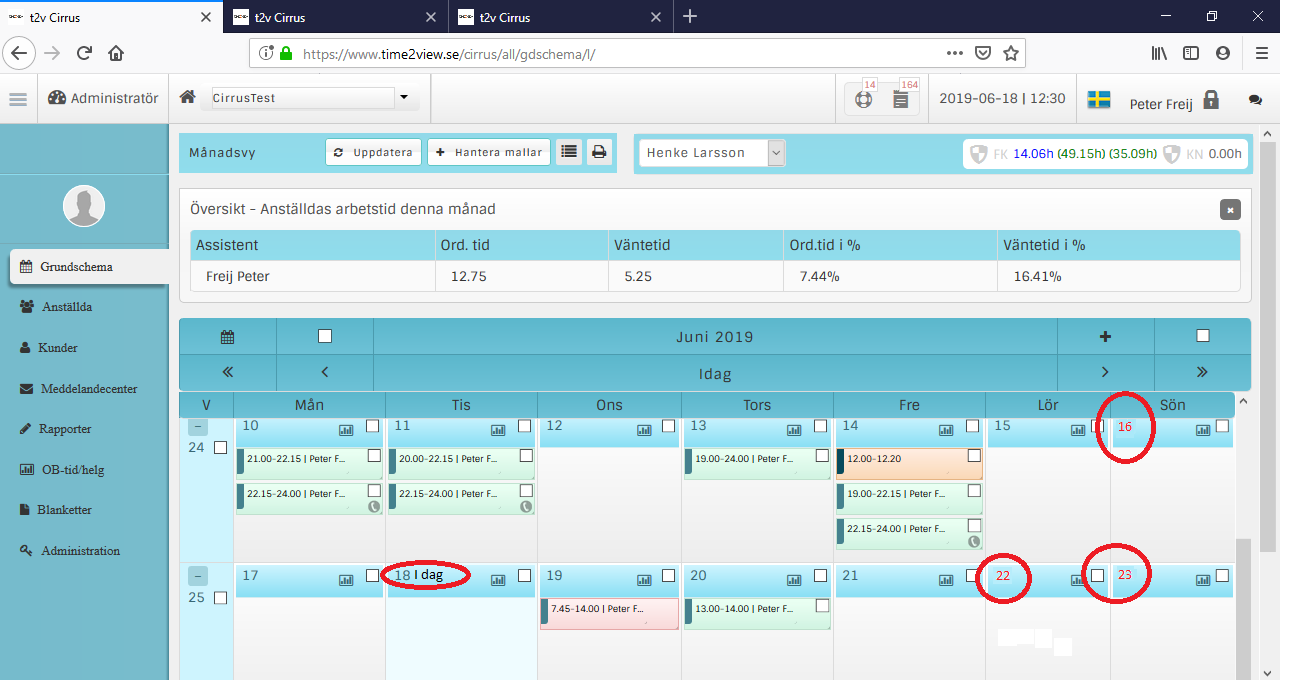 t2v Cirrus
t2v Cirrus
t2v Cirrus
https://www.time2view.se/cirrus/all/gdschema/l/
Administratör
CirrusTest
14
164
2019-06-18 | 12:30
Peter Freij
Månadsvy
Uppdatera
Hantera mallar
Henke Larsson
FK 14.06h (49.15h) (35.09h) KN 0.00h
Översikt - Anställdas arbetstid denna månad
Assistent Ord. tid Väntetid Ord.tid i % Väntetid i %
Freij Peter 12.75 5.25 7.44% 16.41%
Grundschema
Anställda
Kunder
Meddelandecenter
Rapporter
OB-tid/helg
Blanketter
Administration
Juni 2019
Idag
V Mån Tis Ons Tors Fre Lör Sön
24 10 11 12 13 14 15 16
21.00-22.15 | Peter F... 20.00-22.15 | Peter F... 19.00-24.00 | Peter F... 12.00-12.20
22.15-24.00 | Peter F... 22.15-24.00 | Peter F... 19.00-22.15 | Peter F...
22.15-24.00 | Peter F...
25 17 18 I dag 19 20 21 22 23
7.45-14.00 | Peter F... 13.00-14.00 | Peter F...